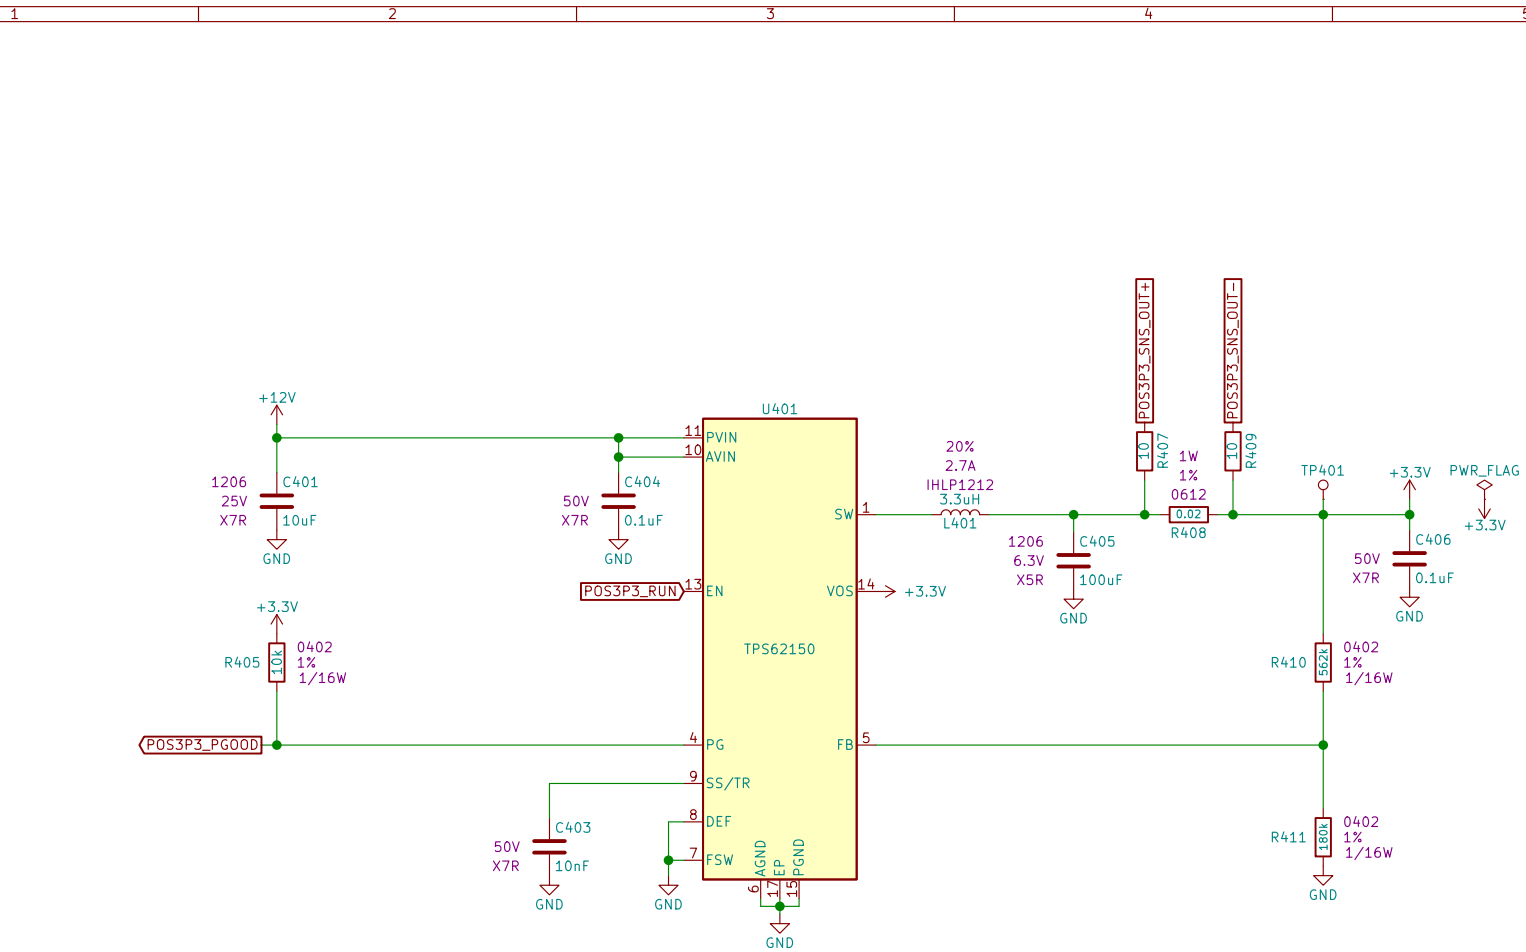 1
2
3
4
POS3P3_SNS_OUT+
POS3P3_SNS_OUT-
+12V
U401
11
PVIN
10
AVIN
1206
25V
X7R
C401
10uF
GND
50V
X7R
C404
0.1uF
GND
20%
2.7A
IHLP1212
3.3uH
L401
SW
1
10
R407
10
R409
1W
1%
0612
0.02
R408
TP401
+3.3V
PWR_FLAG
+3.3V
1206
6.3V
X5R
C405
100uF
GND
50V
X7R
C406
0.1uF
GND
POS3P3_RUN
13
EN
VOS
14
+3.3V
+3.3V
R405
10k
0402
1%
1/16W
TPS62150
R410
562k
0402
1%
1/16W
POS3P3_PGOOD
4
PG
FB
5
9
SS/TR
8
DEF
7
FSW
50V
X7R
C403
10nF
GND
GND
AGND
EP
PGND
6
17
15
GND
R411
180k
0402
1%
1/16W
GND